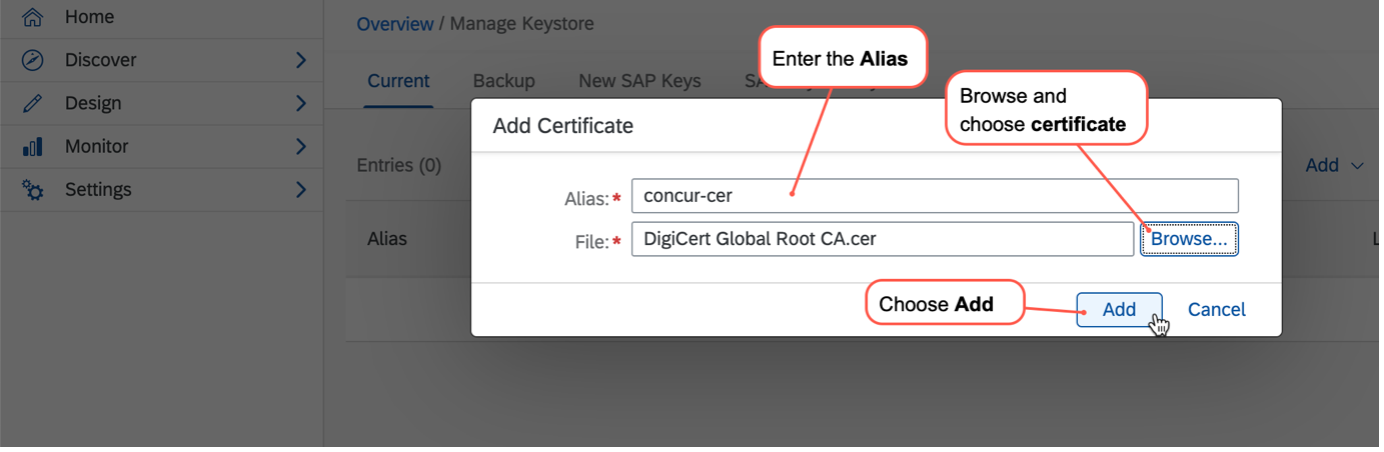 Home
Overview / Manage Keystore
Discover
Design
Monitor
Settings
Current
Backup
New SAP Keys
Enter the Alias
Browse and
choose certificate
Add Certificate
Entries (0)
Add
Alias
Alias:*
concur-cer
File:*
DigiCert Global Root CA.cer
Browse...
Choose Add
Add
Cancel